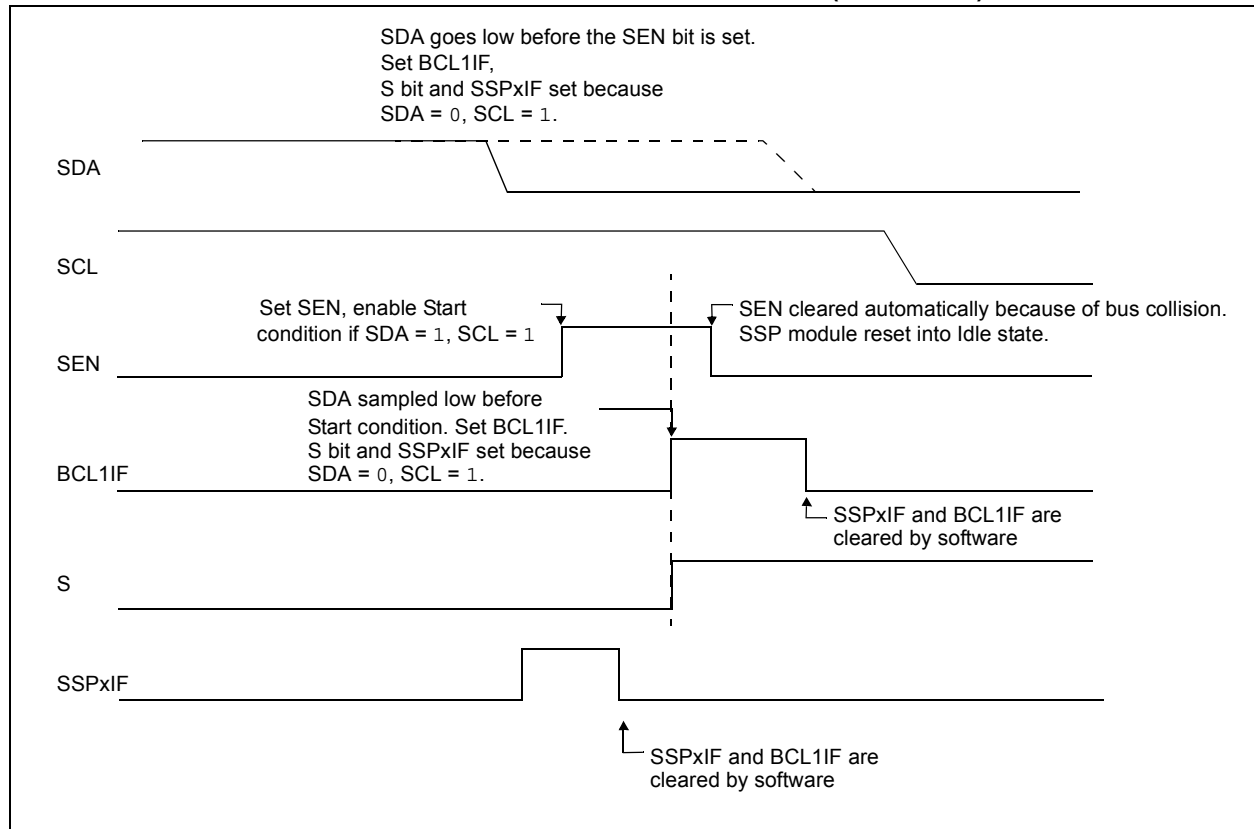 SDA goes low before the SEN bit is set.
Set BCL1IF,
S bit and SSPxIF set because
SDA = 0, SCL = 1.
SDA
SCL
Set SEN, enable Start
condition if SDA = 1, SCL = 1
SEN cleared automatically because of bus collision.
SSP module reset into Idle state.
SEN
SDA sampled low before
Start condition. Set BCL1IF.
S bit and SSPxIF set because
SDA = 0, SCL = 1.
BCL1IF
SSPxIF and BCL1IF are
cleared by software
S
SSPxIF
SSPxIF and BCL1IF are
cleared by software